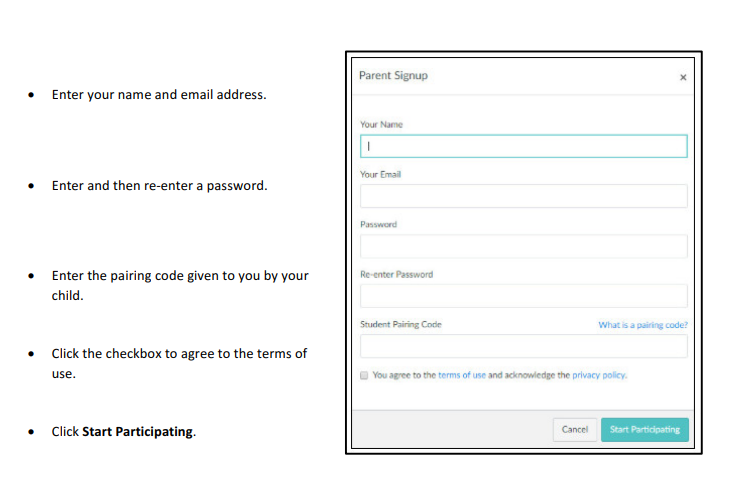 • Enter your name and email address.
• Enter and then re-enter a password.
• Enter the pairing code given to you by your
child.
• Click the checkbox to agree to the terms of
use.
• Click Start Participating.
Parent Signup ×
Your Name
Your Email
Password
Re-enter Password
Student Pairing Code What is a pairing code?
You agree to the terms of use and acknowledge the privacy policy.
Cancel Start Participating